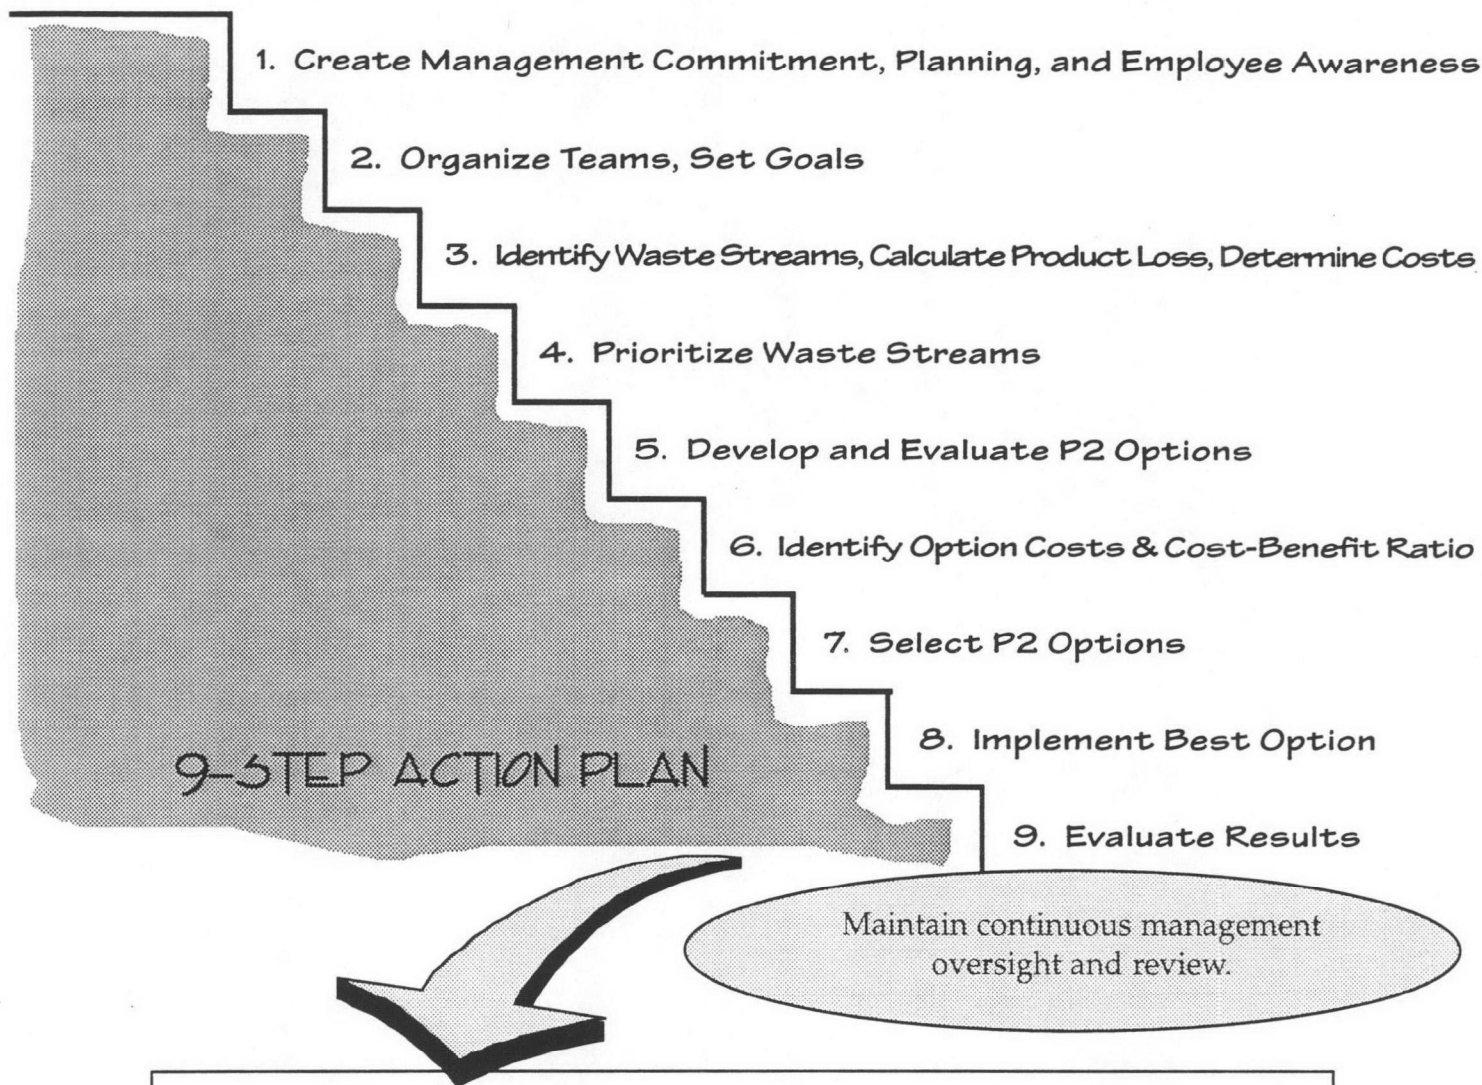 1. Create Management Commitment, Planning, and Employee Awareness
2. Organize Teams, Set Goals
3. Identify Waste Streams, Calculate Product Loss, Determine Costs
4. Prioritize Waste Streams
5. Develop and Evaluate P2 Options
6. Identify Option Costs & Cost-Benefit Ratio
7. Select P2 Options
8. Implement Best Option
9-STEP ACTION PLAN
9. Evaluate Results
Maintain continuous management
oversight and review.